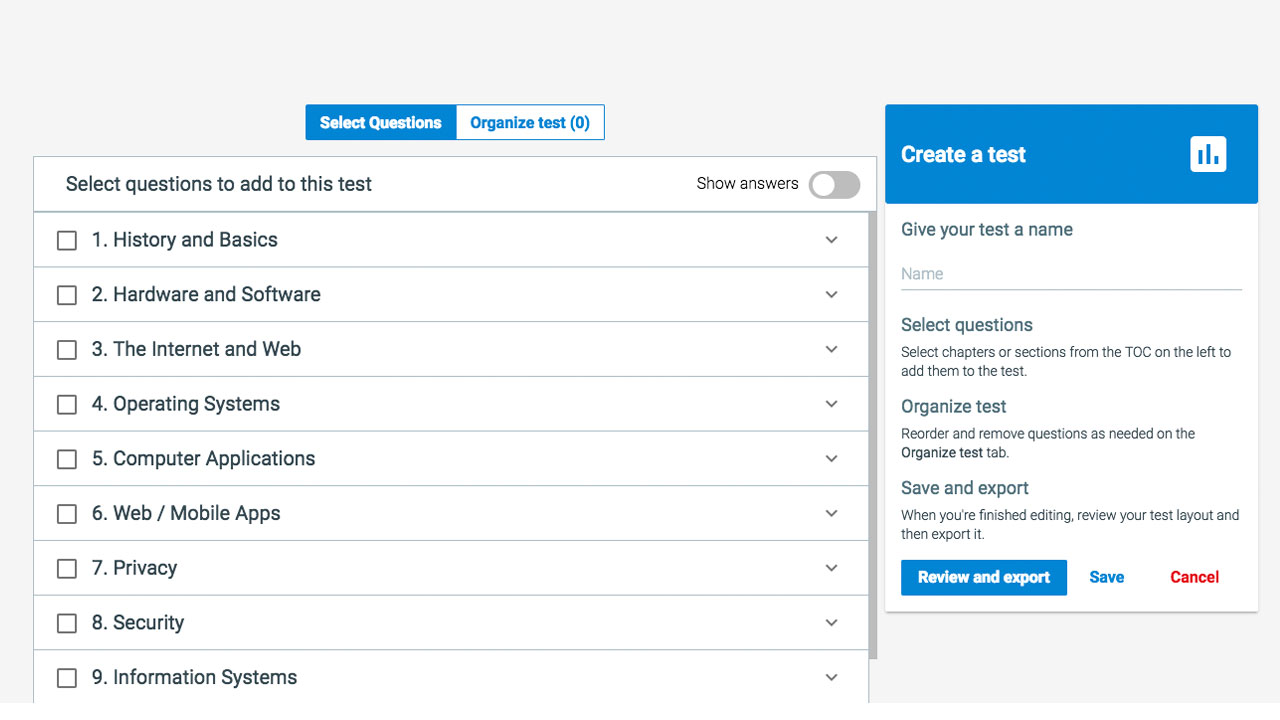 Select Questions
Organize test (0)
Select questions to add to this test
Show answers
1. History and Basics
2. Hardware and Software
3. The Internet and Web
4. Operating Systems
5. Computer Applications
6. Web / Mobile Apps
7. Privacy
8. Security
9. Information Systems
Create a test
Give your test a name
Name
Select questions
Select chapters or sections from the TOC on the left to
add them to the test.
Organize test
Reorder and remove questions as needed on the
Organize test tab.
Save and export
When you're finished editing, review your test layout and
then export it.
Review and export
Save
Cancel